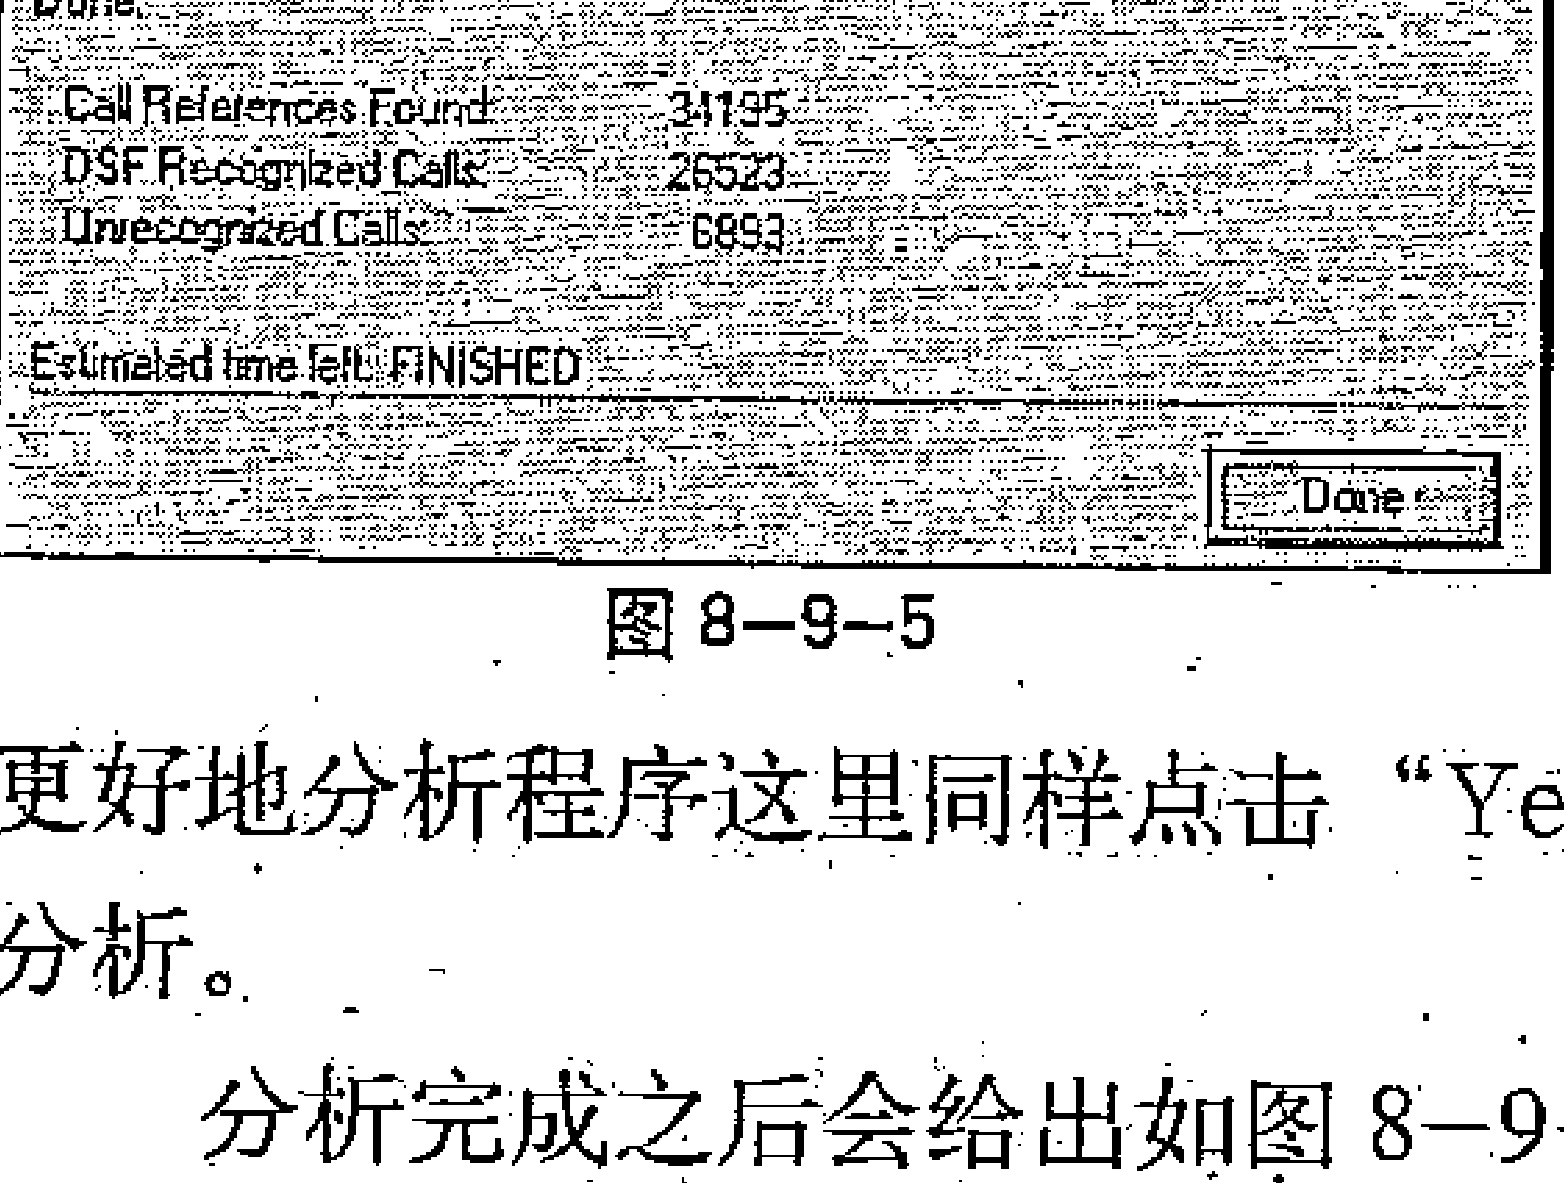 Done.
Call References Found: 34195
DSF Recognized Calls: 26523
Unrecognized Calls: 6893
Estimated time left: FINISHED
Done
图 8—9—5
更好地分析程序这里同样点击 “Ye
分析。
分析完成之后会给出如图 8—9